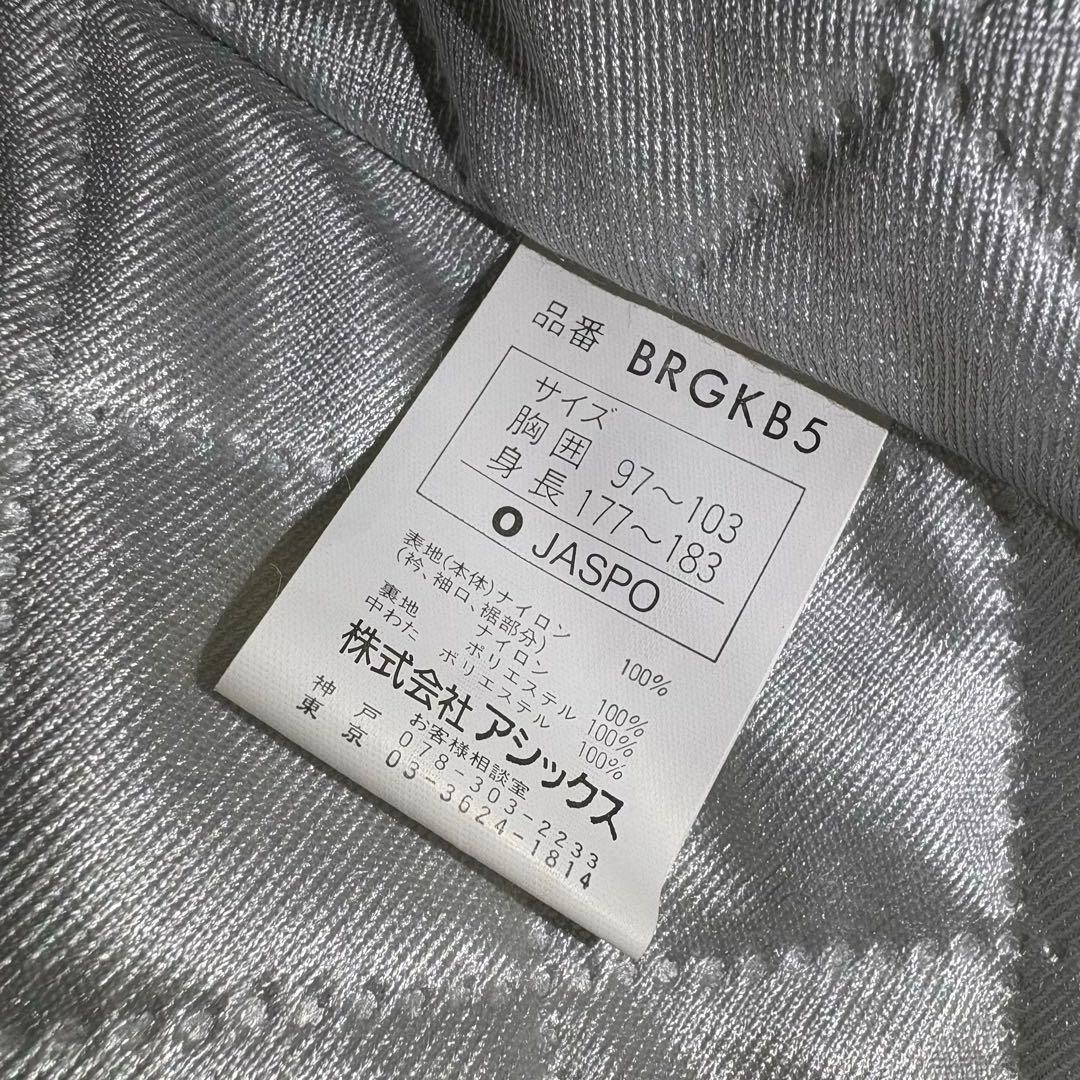 品番 BRGKB5
サイズ
胸囲 97～103
身長 177～183
O JASPO
表地(本体)ナイロン 100%
(衿、袖口、裾部分)
ナイロン 100%
裏地 ポリエステル 100%
中わた ポリエステル 100%
株式会社アシックス
お客様相談室
神戸 078-303-2233
東京 03-3624-1814